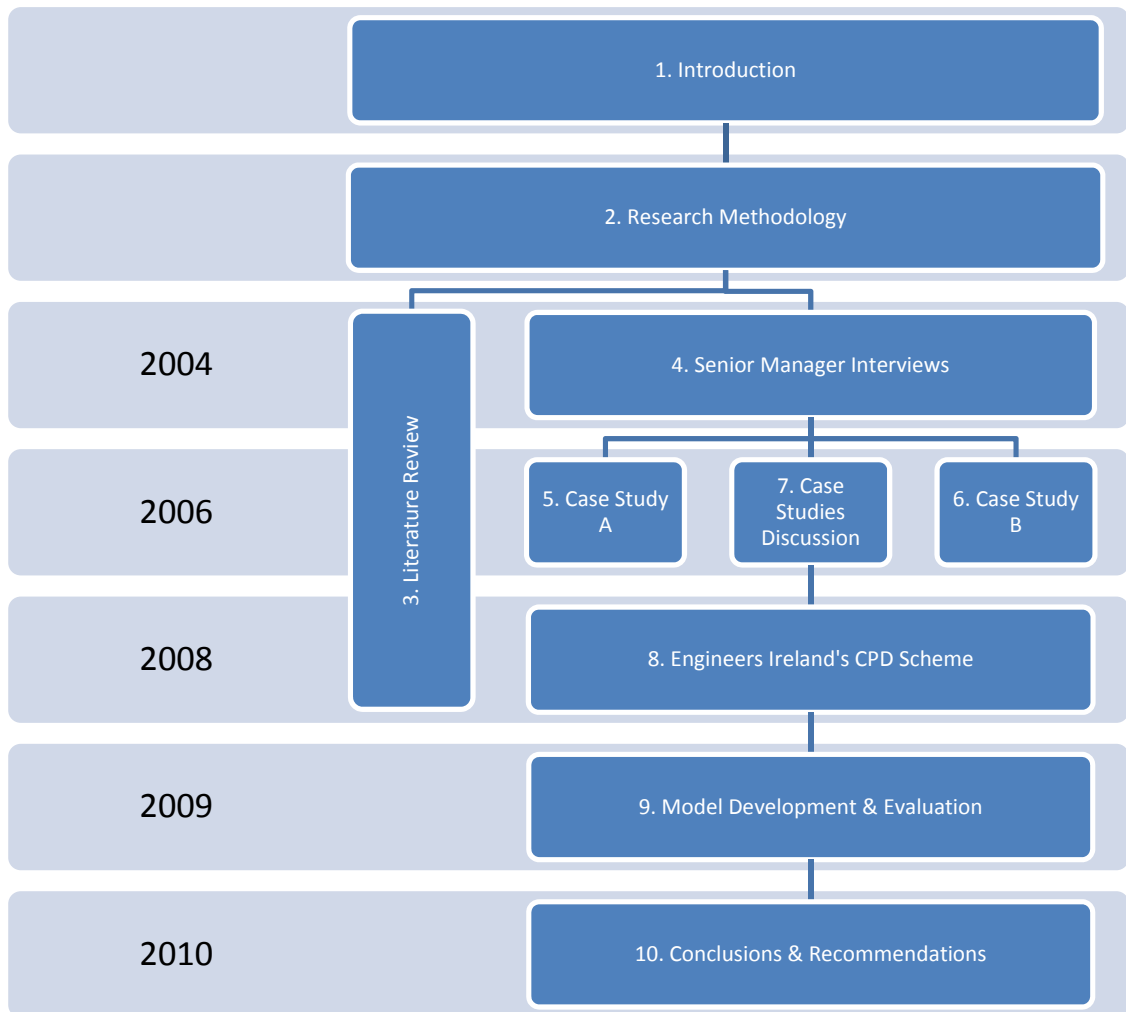 1. Introduction
2. Research Methodology
2004
3. Literature Review
4. Senior Manager Interviews
2006
5. Case Study
A
7. Case
Studies
Discussion
6. Case Study
B
2008
8. Engineers Ireland's CPD Scheme
2009
9. Model Development & Evaluation
2010
10. Conclusions & Recommendations